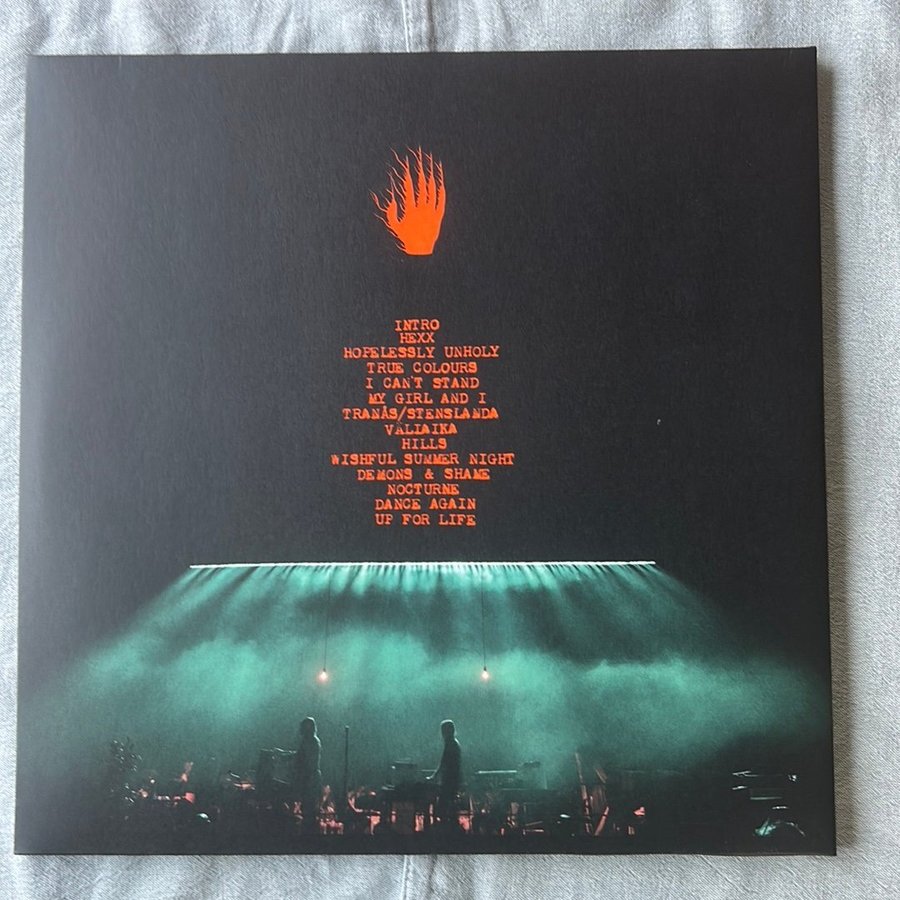 INTRO
HEXX
HOPELESSLY UNHOLY
TRUE COLOURS
I CAN'T STAND
MY GIRL AND I
TRANÅS/STENSLANDA
VÄLIAIKA
HILLS
WISHFUL SUMMER NIGHT
DEMONS & SHAME
NOCTURNE
DANCE AGAIN
UP FOR LIFE